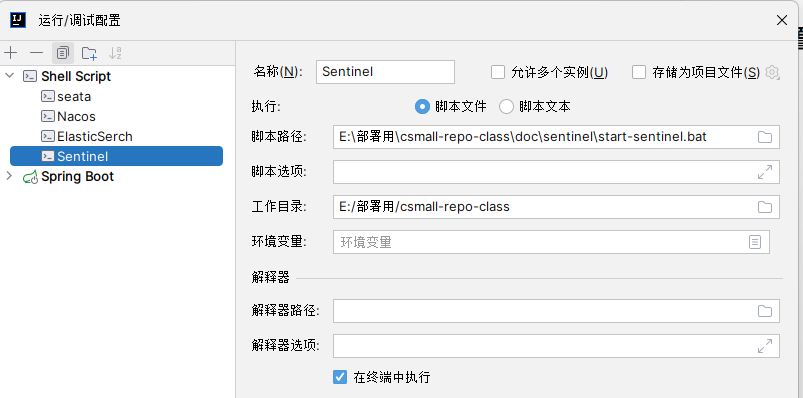 运行/调试配置
Shell Script
seata
Nacos
ElasticSerch
Sentinel
Spring Boot
名称(N): Sentinel 允许多个实例(U) 存储为项目文件(S)
执行: 脚本文件 脚本文本
脚本路径: E:\部署用\csmall-repo-class\doc\sentinel\start-sentinel.bat
脚本选项:
工作目录: E:/部署用/csmall-repo-class
环境变量: 环境变量
解释器
解释器路径:
解释器选项:
在终端中执行